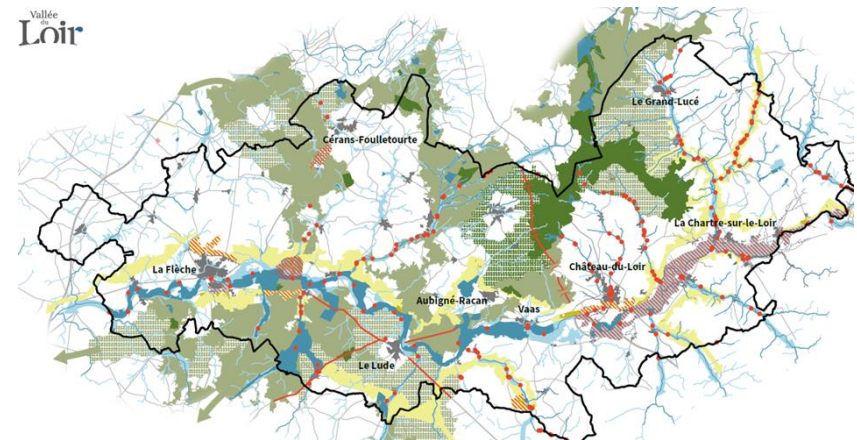 Vallée
du
Loir
Le Grand-Lucé
Cérans-Foulletourte
La Chartre-sur-le-Loir
La Flèche
Château-du-Loir
Aubigné-Racan
Vaas
Le Lude